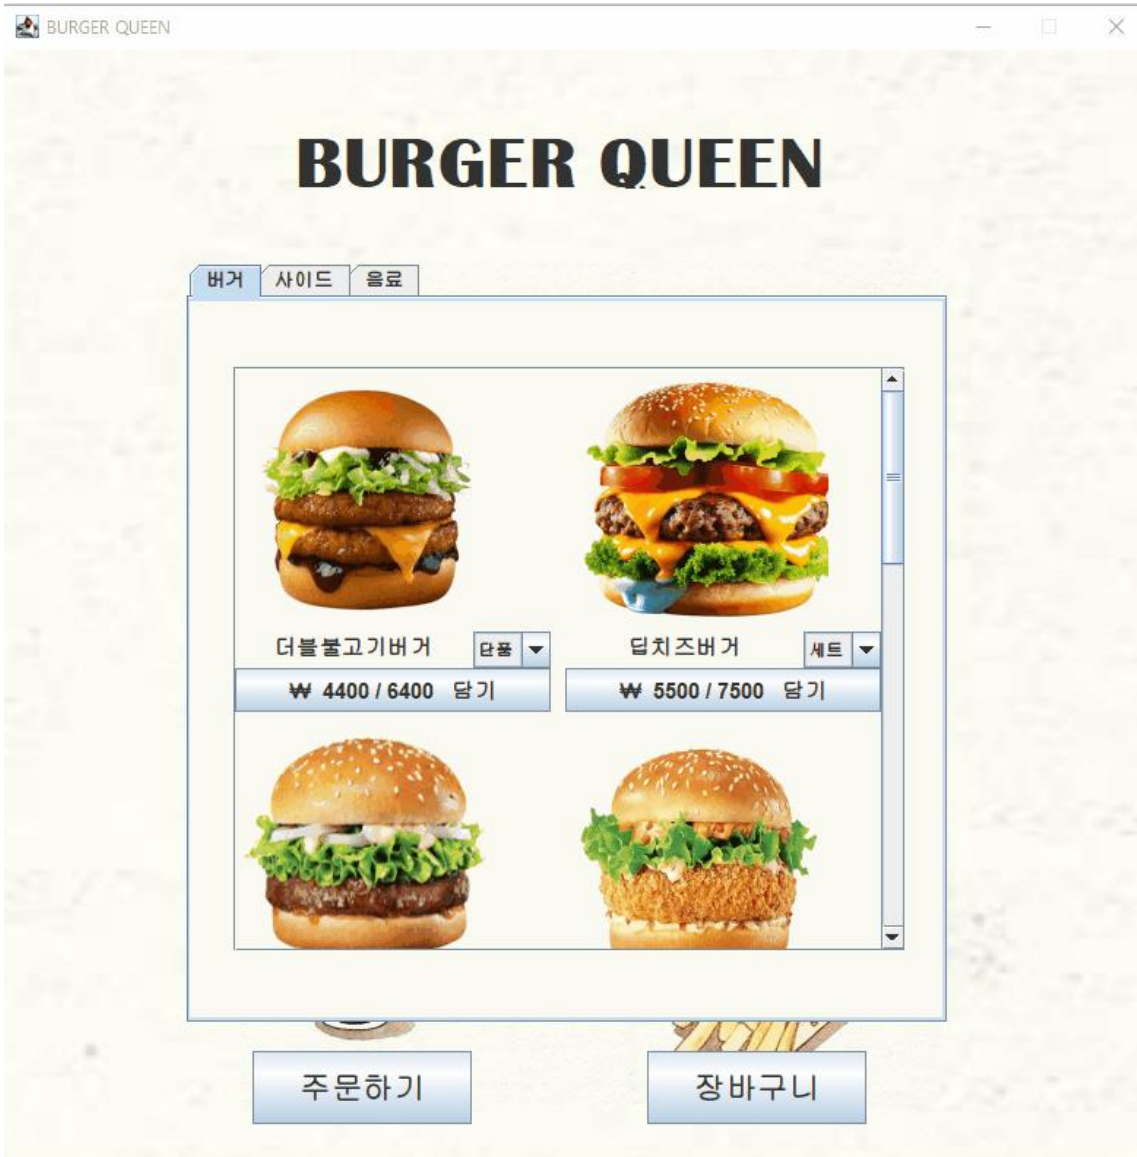 BURGER QUEEN
BURGER QUEEN
버거 사이드 음료
더블불고기버거 단품 딥치즈버거 세트
₩ 4400 / 6400 담기 ₩ 5500 / 7500 담기
주문하기 장바구니